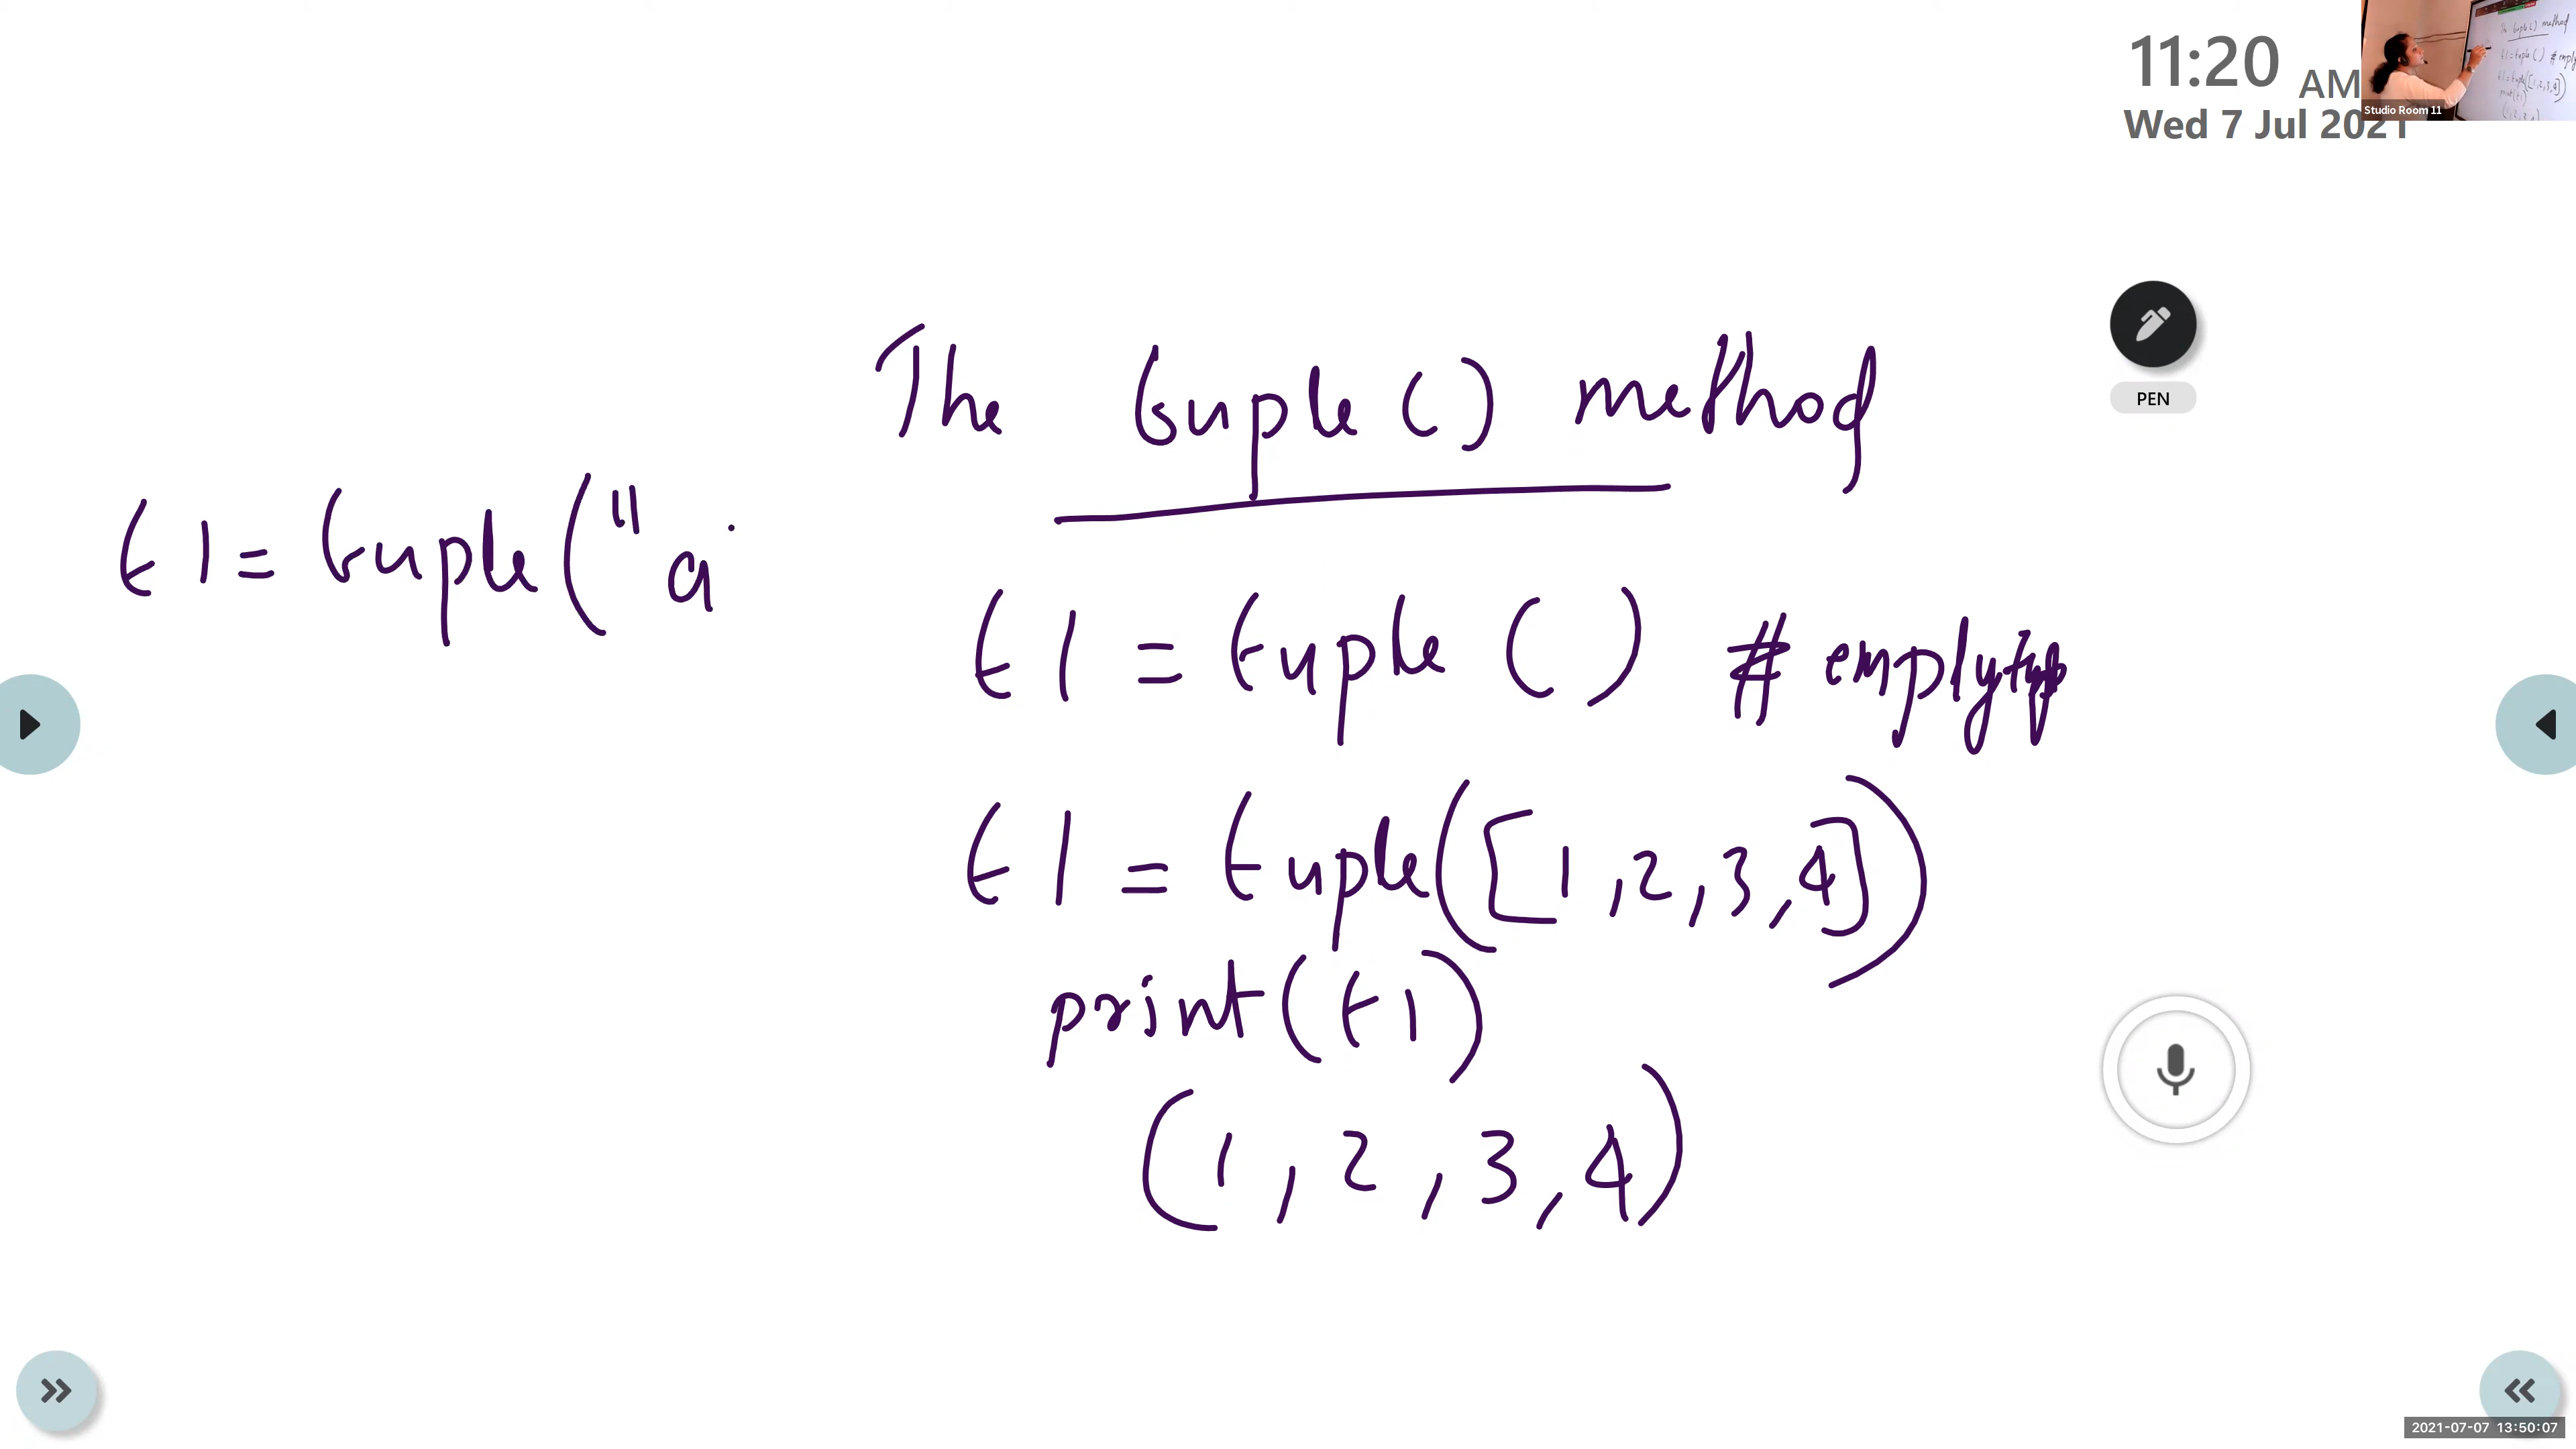 11:20 AM
Wed 7 Jul 2021
Studio Room 11
PEN
The tuple () method
t1 = tuple ("a
t1 = tuple () # empty
t1 = tuple([1,2,3,4])
print(t1)
(1, 2, 3, 4)
2021-07-07 13:50:07